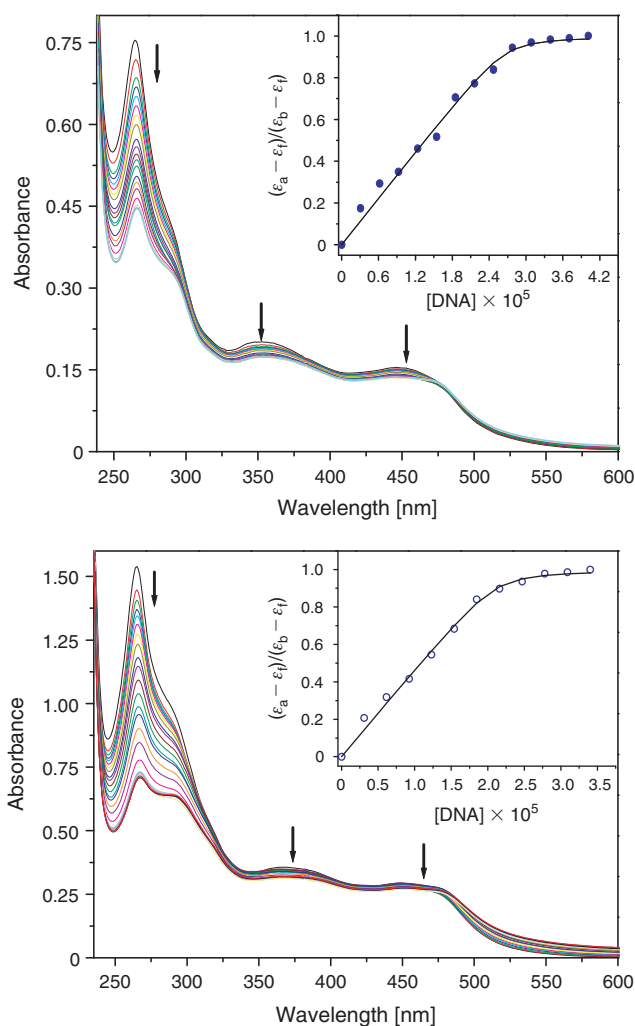 0.75
0.60
0.45
0.30
0.15
0
Absorbance
250 300 350 400 450 500 550 600
Wavelength [nm]
1.0
0.8
0.6
0.4
0.2
0
(εa – εf)/(εb – εf)
0 0.6 1.2 1.8 2.4 3.0 3.6 4.2
[DNA] × 10⁵
1.50
1.25
1.00
0.75
0.50
0.25
0
Absorbance
250 300 350 400 450 500 550 600
Wavelength [nm]
1.0
0.8
0.6
0.4
0.2
0
(εa – εf)/(εb – εf)
0 0.5 1.0 1.5 2.0 2.5 3.0 3.5
[DNA] × 10⁵